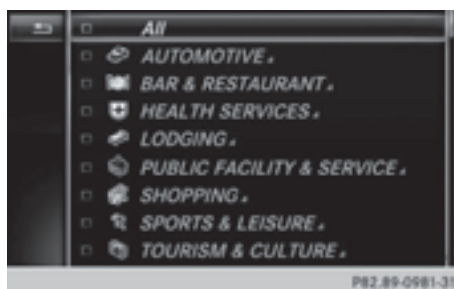 All
AUTOMOTIVE
BAR & RESTAURANT
HEALTH SERVICES
LODGING
PUBLIC FACILITY & SERVICE
SHOPPING
SPORTS & LEISURE
TOURISM & CULTURE
P82.89-0981-31